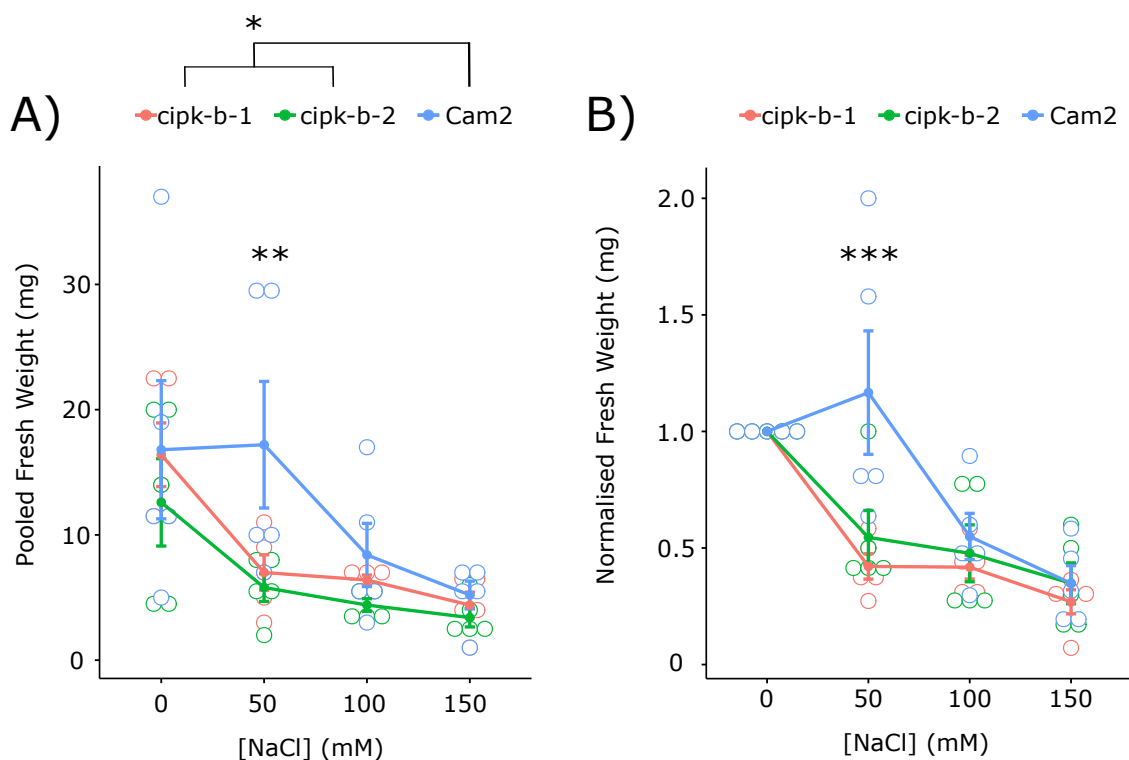 *
A)
cipk-b-1 cipk-b-2 Cam2
**
Pooled Fresh Weight (mg)
30
20
10
0
0 50 100 150
[NaCl] (mM)
B)
cipk-b-1 cipk-b-2 Cam2
***
Normalised Fresh Weight (mg)
2.0
1.5
1.0
0.5
0
0 50 100 150
[NaCl] (mM)